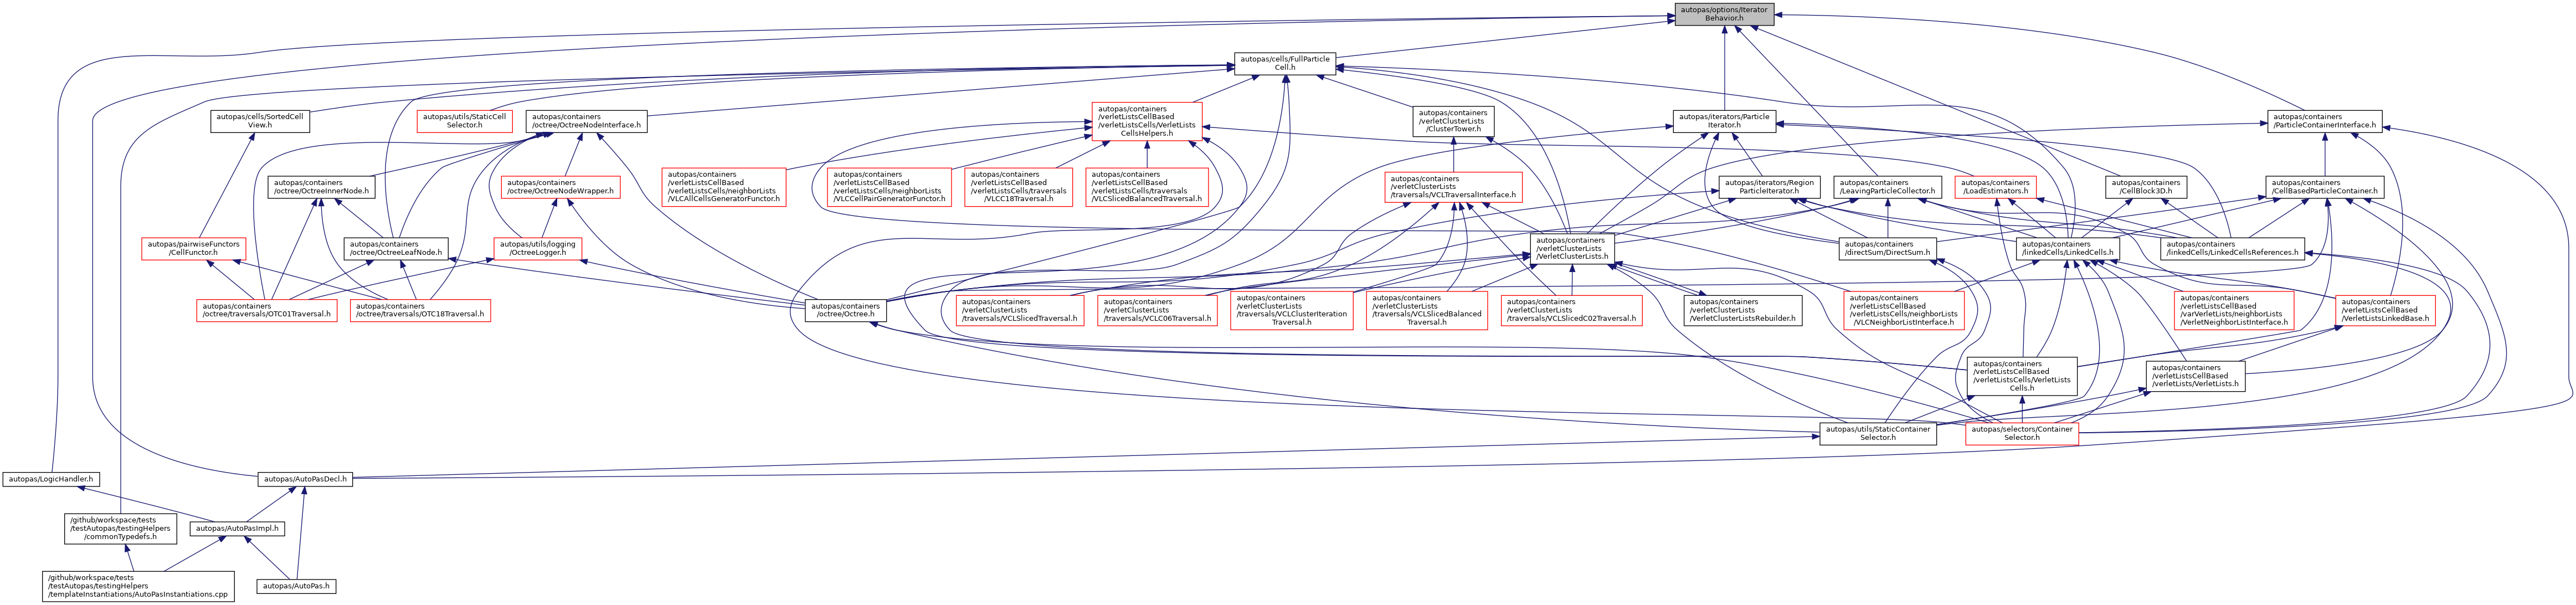 autopas/options/Iterator
Behavior.h
autopas/cells/FullParticle
Cell.h
autopas/cells/SortedCell
View.h
autopas/utils/StaticCell
Selector.h
autopas/containers
/octree/OctreeNodeInterface.h
autopas/containers
/verletListsCellBased
/verletListsCells/VerletLists
CellsHelpers.h
autopas/containers
/verletClusterLists
/ClusterTower.h
autopas/iterators/Particle
Iterator.h
autopas/containers
/ParticleContainerInterface.h
autopas/containers
/octree/OctreeInnerNode.h
autopas/containers
/octree/OctreeNodeWrapper.h
autopas/containers
/verletListsCellBased
/verletListsCells/neighborLists
/VLCAllCellsGeneratorFunctor.h
autopas/containers
/verletListsCellBased
/verletListsCells/neighborLists
/VLCCellPairGeneratorFunctor.h
autopas/containers
/verletListsCellBased
/verletListsCells/traversals
/VLCC18Traversal.h
autopas/containers
/verletListsCellBased
/verletListsCells/traversals
/VLCSlicedBalancedTraversal.h
autopas/containers
/verletClusterLists
/traversals/VCLTraversalInterface.h
autopas/iterators/Region
ParticleIterator.h
autopas/containers
/LeavingParticleCollector.h
autopas/containers
/LoadEstimators.h
autopas/containers
/CellBlock3D.h
autopas/containers
/CellBasedParticleContainer.h
autopas/pairwiseFunctors
/CellFunctor.h
autopas/containers
/octree/OctreeLeafNode.h
autopas/utils/logging
/OctreeLogger.h
autopas/containers
/verletClusterLists
/VerletClusterLists.h
autopas/containers
/directSum/DirectSum.h
autopas/containers
/linkedCells/LinkedCells.h
autopas/containers
/linkedCells/LinkedCellsReferences.h
autopas/containers
/octree/traversals/OTC01Traversal.h
autopas/containers
/octree/traversals/OTC18Traversal.h
autopas/containers
/octree/Octree.h
autopas/containers
/verletClusterLists
/traversals/VCLSlicedTraversal.h
autopas/containers
/verletClusterLists
/traversals/VCLC06Traversal.h
autopas/containers
/verletClusterLists
/traversals/VCLClusterIteration
Traversal.h
autopas/containers
/verletClusterLists
/traversals/VCLSlicedBalanced
Traversal.h
autopas/containers
/verletClusterLists
/traversals/VCLSlicedC02Traversal.h
autopas/containers
/verletClusterLists
/VerletClusterListsRebuilder.h
autopas/containers
/verletListsCellBased
/verletListsCells/neighborLists
/VLCNeighborListInterface.h
autopas/containers
/verletListsCellBased
/varVerletLists/neighborLists
/VerletNeighborListInterface.h
autopas/containers
/verletListsCellBased
/VerletListsLinkedBase.h
autopas/containers
/verletListsCellBased
/verletListsCells/VerletLists
Cells.h
autopas/containers
/verletListsCellBased
/verletLists/VerletLists.h
autopas/utils/StaticContainer
Selector.h
autopas/selectors/Container
Selector.h
autopas/LogicHandler.h
autopas/AutoPasDecl.h
/github/workspace/tests
/testAutopas/testingHelpers
/commonTypedefs.h
autopas/AutoPasImpl.h
/github/workspace/tests
/testAutopas/testingHelpers
/templateInstantiations/AutoPasInstantiations.cpp
autopas/AutoPas.h